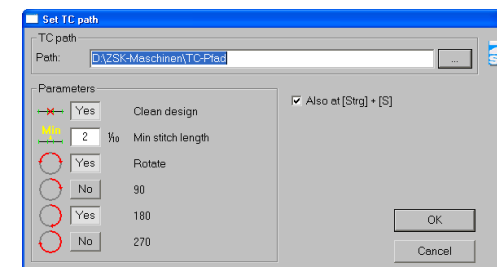 Set TC path
TC path
Path: D:\ZSK-Maschinen\TC-Pfad ...
Parameters
Yes Clean design
Min 2 1/10 Min stitch length
Yes Rotate
No 90
Yes 180
No 270
Also at [Strg] + [S]
OK
Cancel